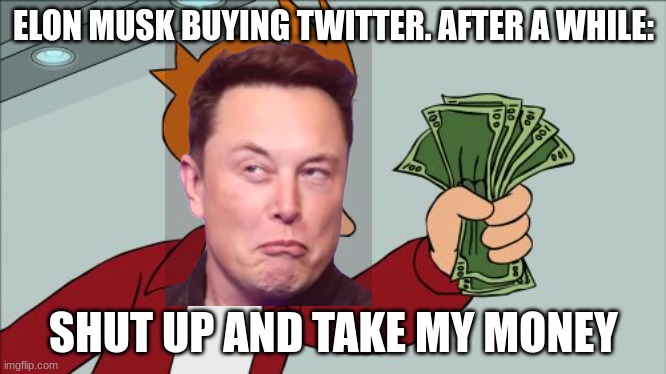 ELON MUSK BUYING TWITTER. AFTER A WHILE:
SHUT UP AND TAKE MY MONEY
imgflip.com